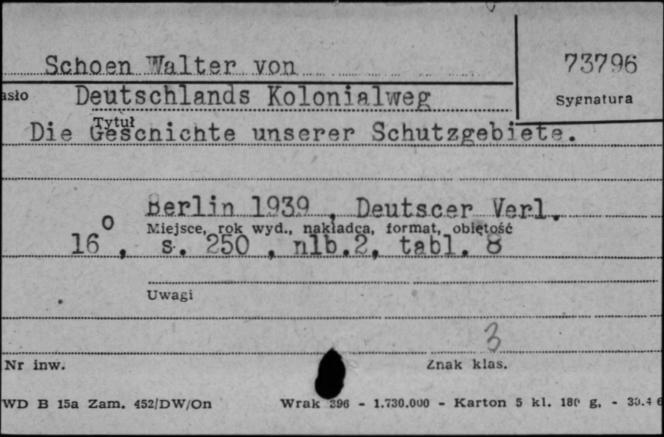 Schoen Walter von
73796
asło Deutschlands Kolonialweg
Sygnatura
Tytuł
Die Geschichte unserer Schutzgebiete.
Berlin 1939 , Deutscer Verl.
Miejsce, rok wyd., nakładca, format, objętość
16°, s. 250 , nlb.2, tabl. 8
Uwagi
3
Nr inw.
Znak klas.
WD B 15a Zam. 452/DW/On Wrak 396 - 1.730.000 - Karton 5 kl. 180 g. -